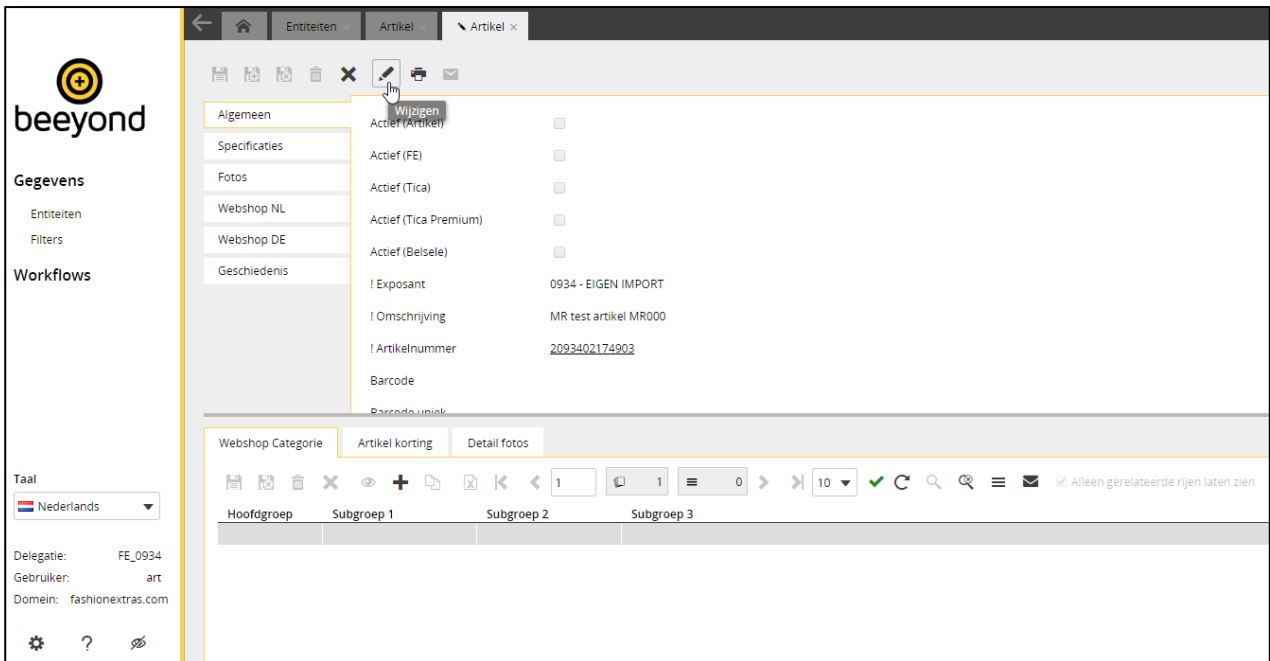 Entiteiten ×
Artikel ×
Artikel ×
beeyond
Gegevens
Entiteiten
Filters
Workflows
Wijzigen
Algemeen
Specificaties
Fotos
Webshop NL
Webshop DE
Geschiedenis
Actief (Artikel)
Actief (FE)
Actief (Tica)
Actief (Tica Premium)
Actief (Belsele)
! Exposant 0934 - EIGEN IMPORT
! Omschrijving MR test artikel MR000
! Artikelnummer 2093402174903
Barcode
Barcode uniek
Webshop Categorie Artikel korting Detail fotos
1 1 0 10 Alleen gerelateerde rijen laten zien
Hoofdgroep Subgroep 1 Subgroep 2 Subgroep 3
Taal
Nederlands
Delegatie: FE_0934
Gebruiker: art
Domein: fashionextras.com
?